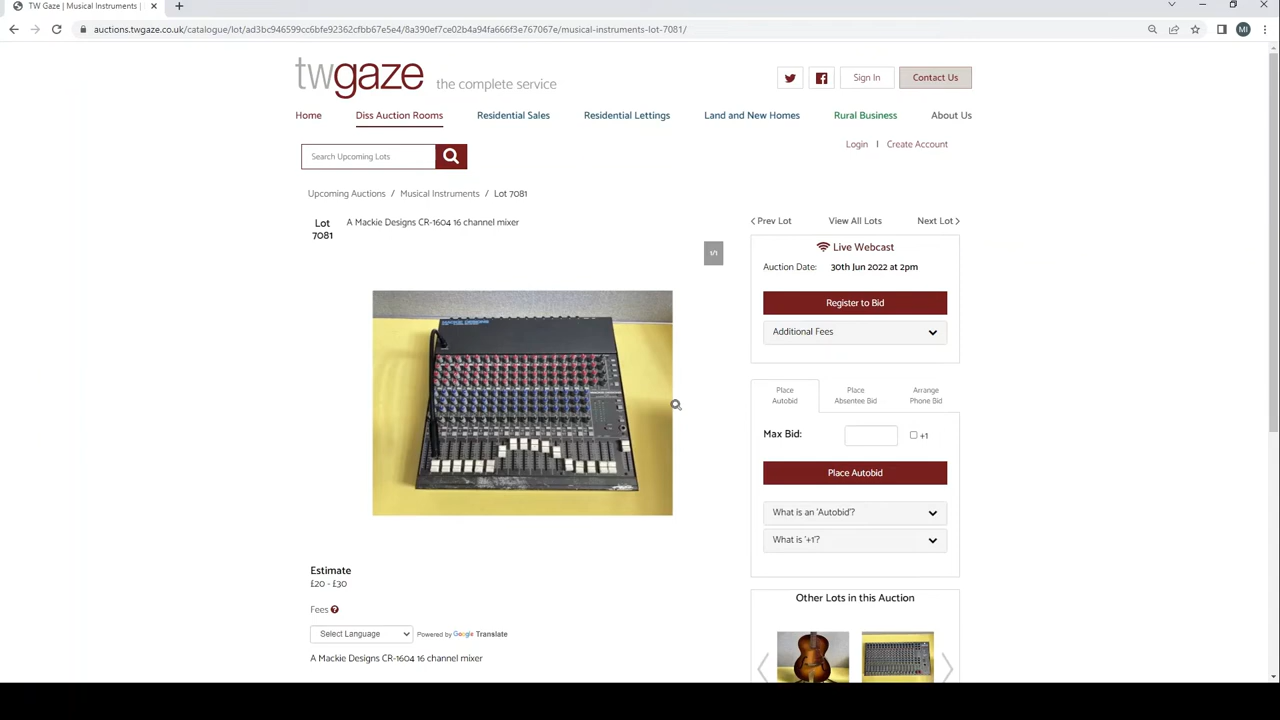 TW Gaze | Musical Instruments |
auctions.twgaze.co.uk/catalogue/lot/ad3bc946599cc6bfe92362cfbb67e5e4/8a390ef7ce02b4a94fa666f3e767067e/musical-instruments-lot-7081/
MI
twgaze the complete service
Sign In
Contact Us
Home
Diss Auction Rooms
Residential Sales
Residential Lettings
Land and New Homes
Rural Business
About Us
Login | Create Account
Search Upcoming Lots
Upcoming Auctions / Musical Instruments / Lot 7081
Lot
7081
A Mackie Designs CR-1604 16 channel mixer
1/1
Prev Lot
View All Lots
Next Lot
Live Webcast
Auction Date: 30th Jun 2022 at 2pm
Register to Bid
Additional Fees
Place
Autobid
Place
Absentee Bid
Arrange
Phone Bid
Max Bid:
+1
Place Autobid
What is an 'Autobid'?
What is '+1'?
Estimate
£20 - £30
Fees ?
Select Language
Powered by Google Translate
A Mackie Designs CR-1604 16 channel mixer
Other Lots in this Auction